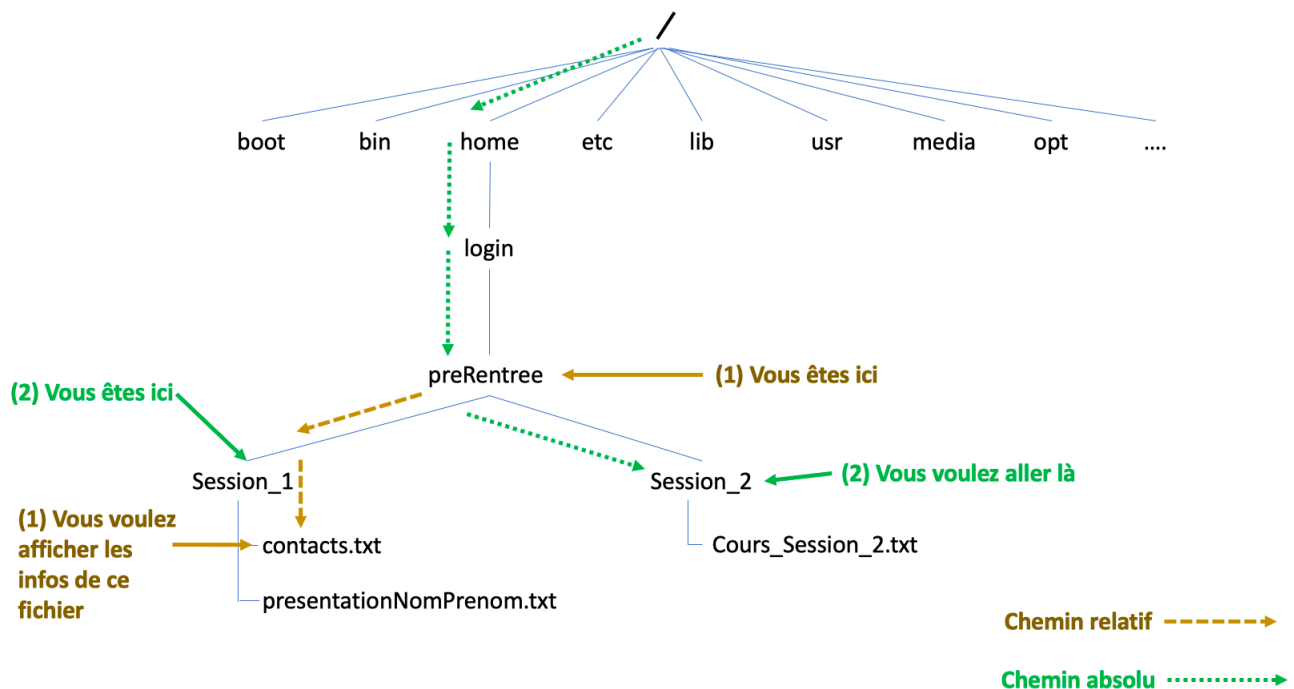 /
boot bin home etc lib usr media opt ....
login
preRentree
(1) Vous êtes ici
(2) Vous êtes ici
Session_1
Session_2
(2) Vous voulez aller là
(1) Vous voulez
afficher les
infos de ce
fichier
contacts.txt
Cours_Session_2.txt
presentationNomPrenom.txt
Chemin relatif
Chemin absolu